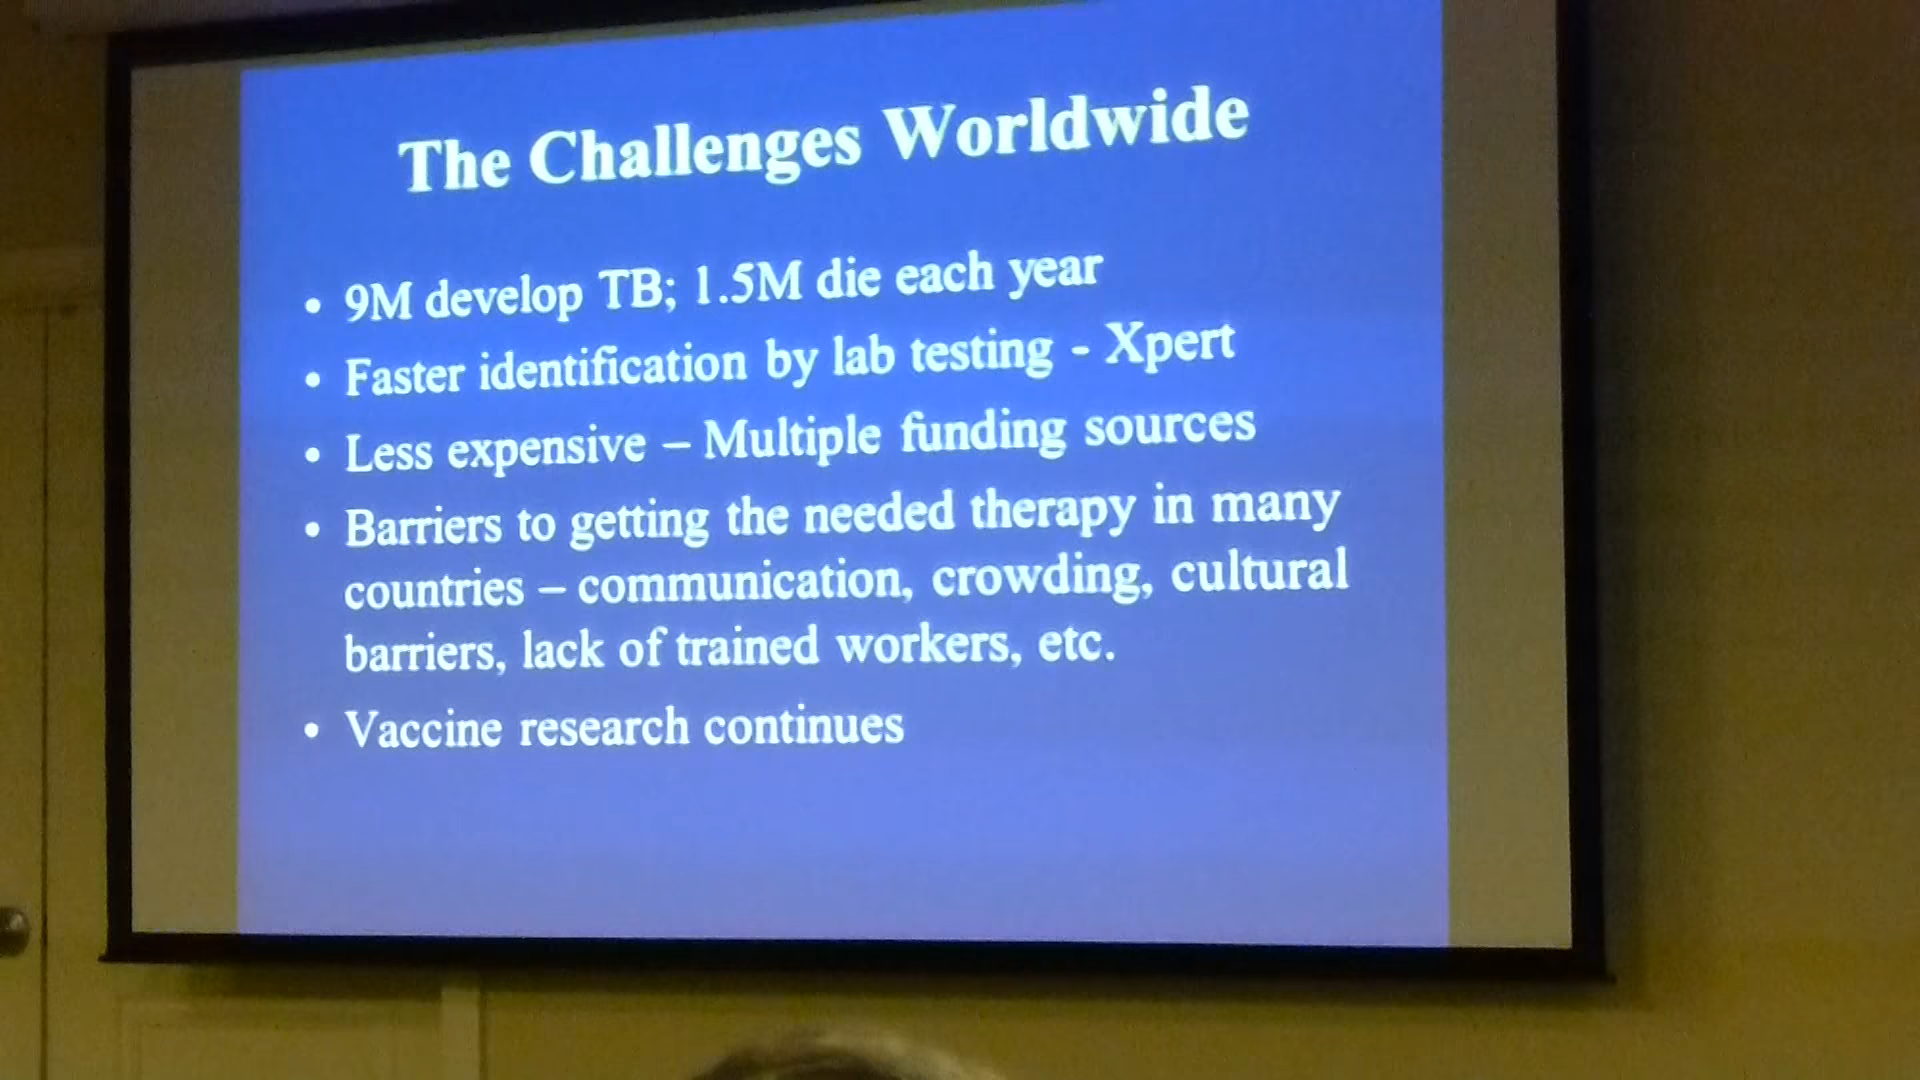 The Challenges Worldwide
• 9M develop TB; 1.5M die each year
• Faster identification by lab testing - Xpert
• Less expensive – Multiple funding sources
• Barriers to getting the needed therapy in many
countries – communication, crowding, cultural
barriers, lack of trained workers, etc.
• Vaccine research continues